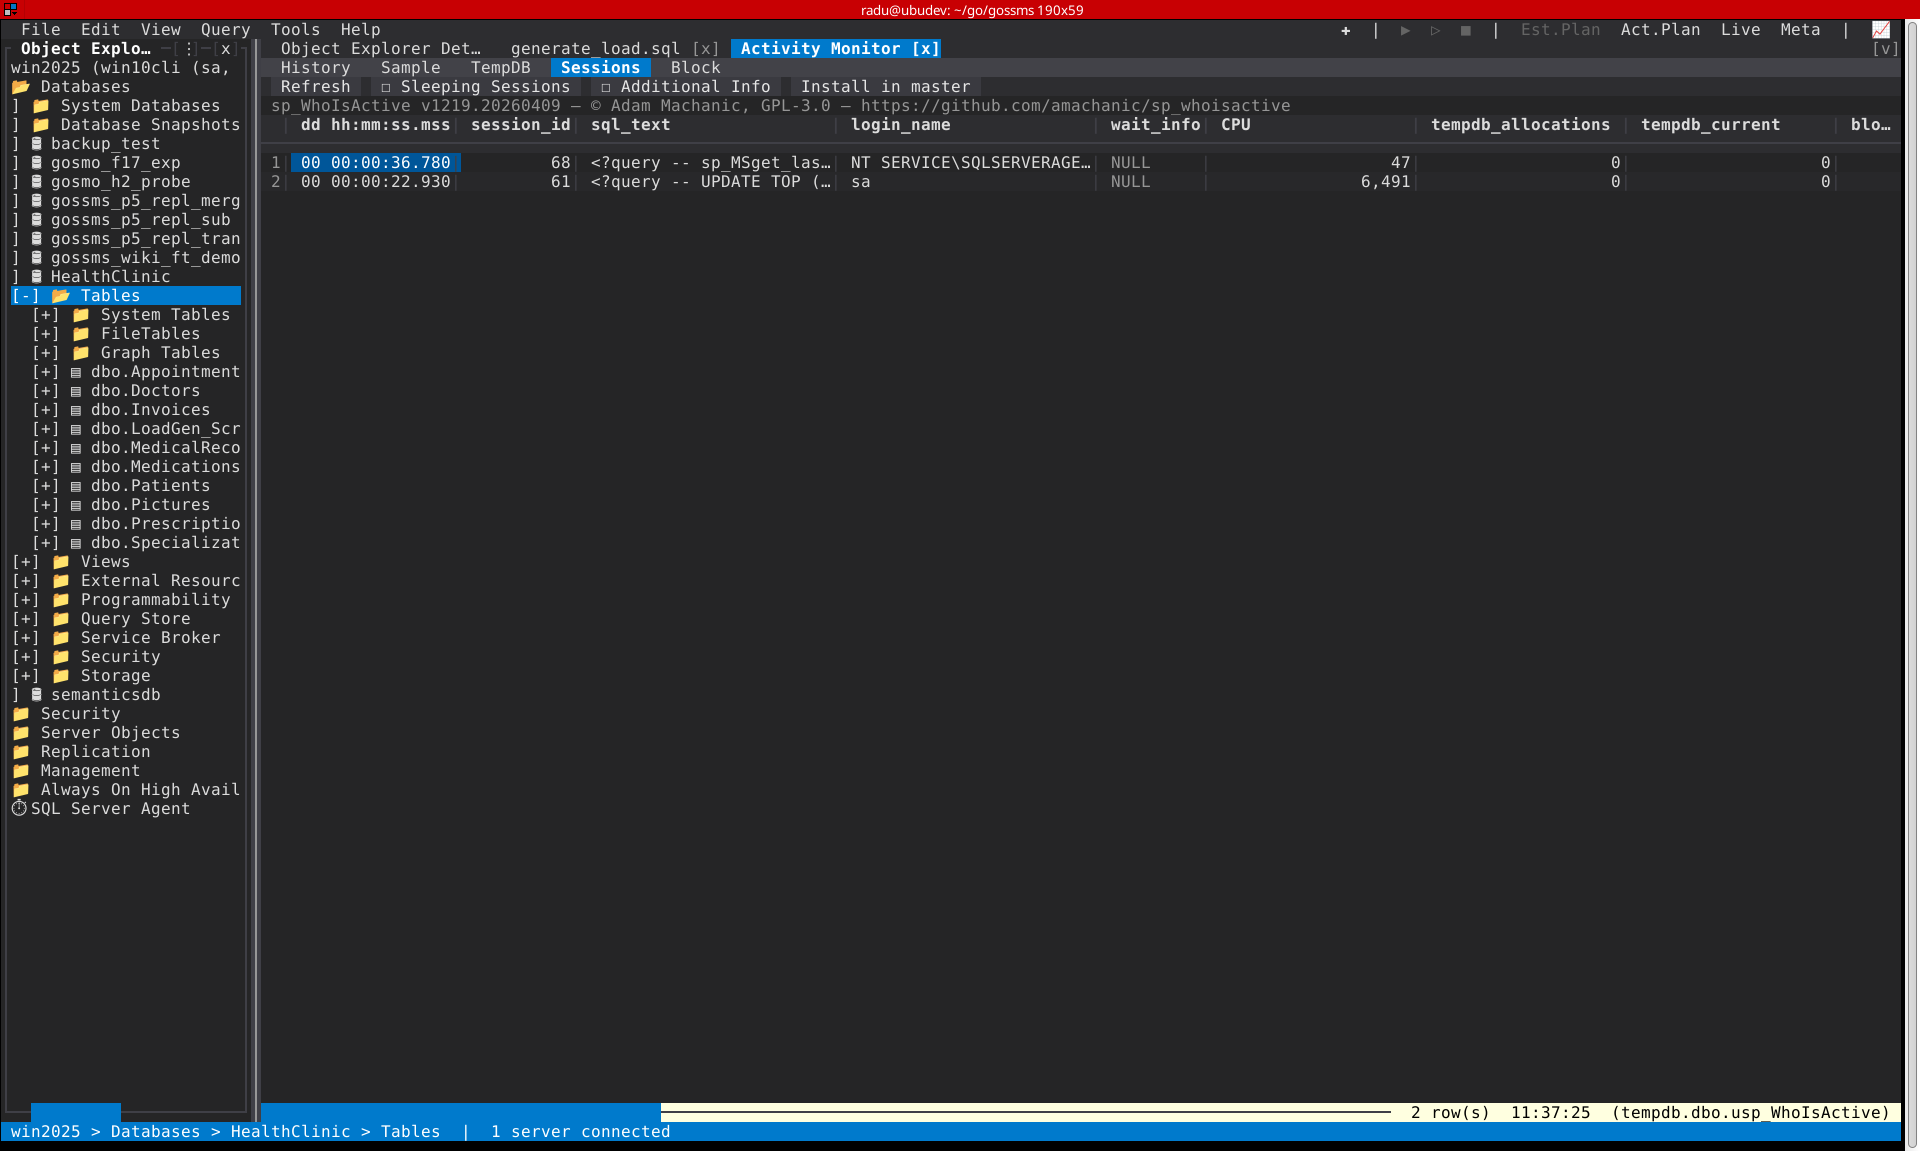 radu@ubudev: ~/go/gossms 190x59
File Edit View Query Tools Help + | ▶ ▷ ■ | Est.Plan Act.Plan Live Meta |
Object Explo… [⋮] [x] Object Explorer Det… generate_load.sql [x] Activity Monitor [x] [v]
win2025 (win10cli (sa, History Sample TempDB Sessions Block
Databases Refresh ☐ Sleeping Sessions ☐ Additional Info Install in master
] System Databases sp_WhoIsActive v1219.20260409 — © Adam Machanic, GPL-3.0 — https://github.com/amachanic/sp_whoisactive
] Database Snapshots dd hh:mm:ss.mss session_id sql_text login_name wait_info CPU tempdb_allocations tempdb_current blo…
] backup_test
] gosmo_f17_exp 1 00 00:00:36.780 68 <?query -- sp_MSget_las… NT SERVICE\SQLSERVERAGE… NULL 47 0 0
] gosmo_h2_probe 2 00 00:00:22.930 61 <?query -- UPDATE TOP (… sa NULL 6,491 0 0
] gossms_p5_repl_merg
] gossms_p5_repl_sub
] gossms_p5_repl_tran
] gossms_wiki_ft_demo
] HealthClinic
[-] Tables
[+] System Tables
[+] FileTables
[+] Graph Tables
[+] dbo.Appointment
[+] dbo.Doctors
[+] dbo.Invoices
[+] dbo.LoadGen_Scr
[+] dbo.MedicalReco
[+] dbo.Medications
[+] dbo.Patients
[+] dbo.Pictures
[+] dbo.Prescriptio
[+] dbo.Specializat
[+] Views
[+] External Resourc
[+] Programmability
[+] Query Store
[+] Service Broker
[+] Security
[+] Storage
] semanticsdb
Security
Server Objects
Replication
Management
Always On High Avail
SQL Server Agent
2 row(s) 11:37:25 (tempdb.dbo.usp_WhoIsActive)
win2025 > Databases > HealthClinic > Tables | 1 server connected